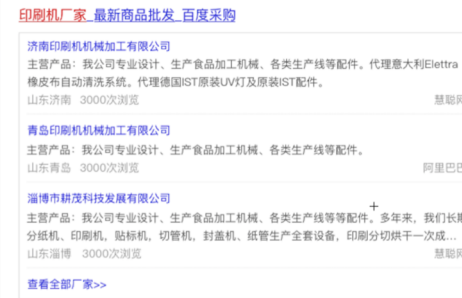 印刷机厂家_最新商品批发_百度采购
济南印刷机机械加工有限公司
主营产品：我公司专业设计、生产食品加工机械、各类生产线等配件。代理意大利Elettra
橡皮布自动清洗系统。代理德国IST原装UV灯及原装IST配件。
山东济南 3000次浏览 慧聪网
青岛印刷机机械加工有限公司
主营产品：我公司专业设计、生产食品加工机械、各类生产线等配件。
山东青岛 3000次浏览 阿里巴巴
淄博市耕茂科技发展有限公司
主营产品：我公司专业设计、生产食品加工机械、各类生产线等等配件。多年来，我们长期
分纸机、印刷机，贴标机，切管机，封盖机、纸管生产全套设备，印刷分切烘干一次成...
山东淄博 3000次浏览 慧聪网
查看全部厂家>>